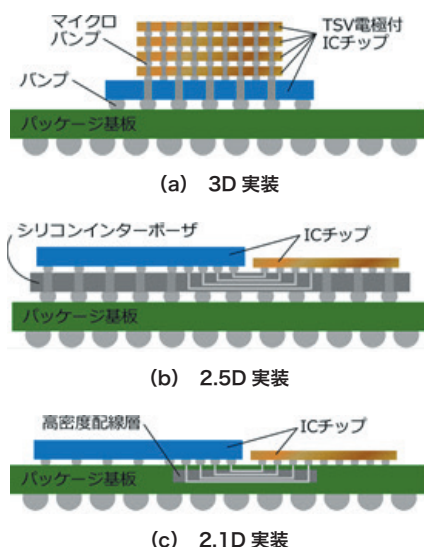 マイクロ
バンプ
TSV電極付
ICチップ
バンプ
パッケージ基板
(a) 3D 実装
シリコンインターポーザ
ICチップ
パッケージ基板
(b) 2.5D 実装
高密度配線層
ICチップ
パッケージ基板
(c) 2.1D 実装